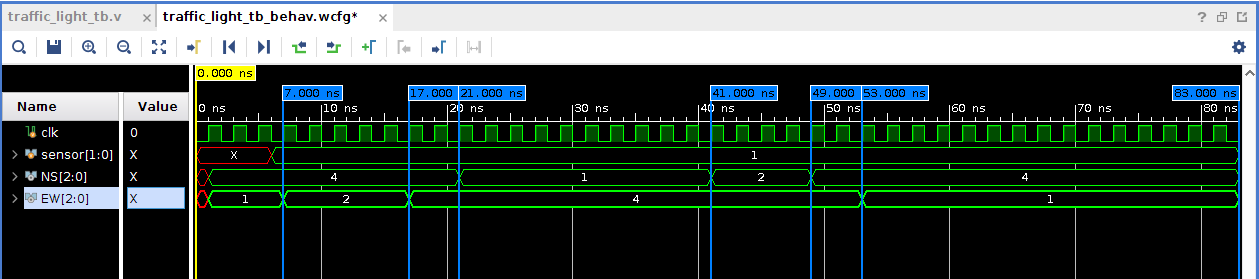 traffic_light_tb.v × traffic_light_tb_behav.wcfg* × ?
0.000 ns
7.000 ns 17.000 21.000 ns 41.000 ns 49.000 53.000 ns 83.000 ns
Name Value 0 ns 10 ns 20 ns 30 ns 40 ns 50 ns 60 ns 70 ns 80 ns
clk 0
sensor[1:0] X X 1
NS[2:0] X 4 1 2 4
EW[2:0] X 1 2 4 1